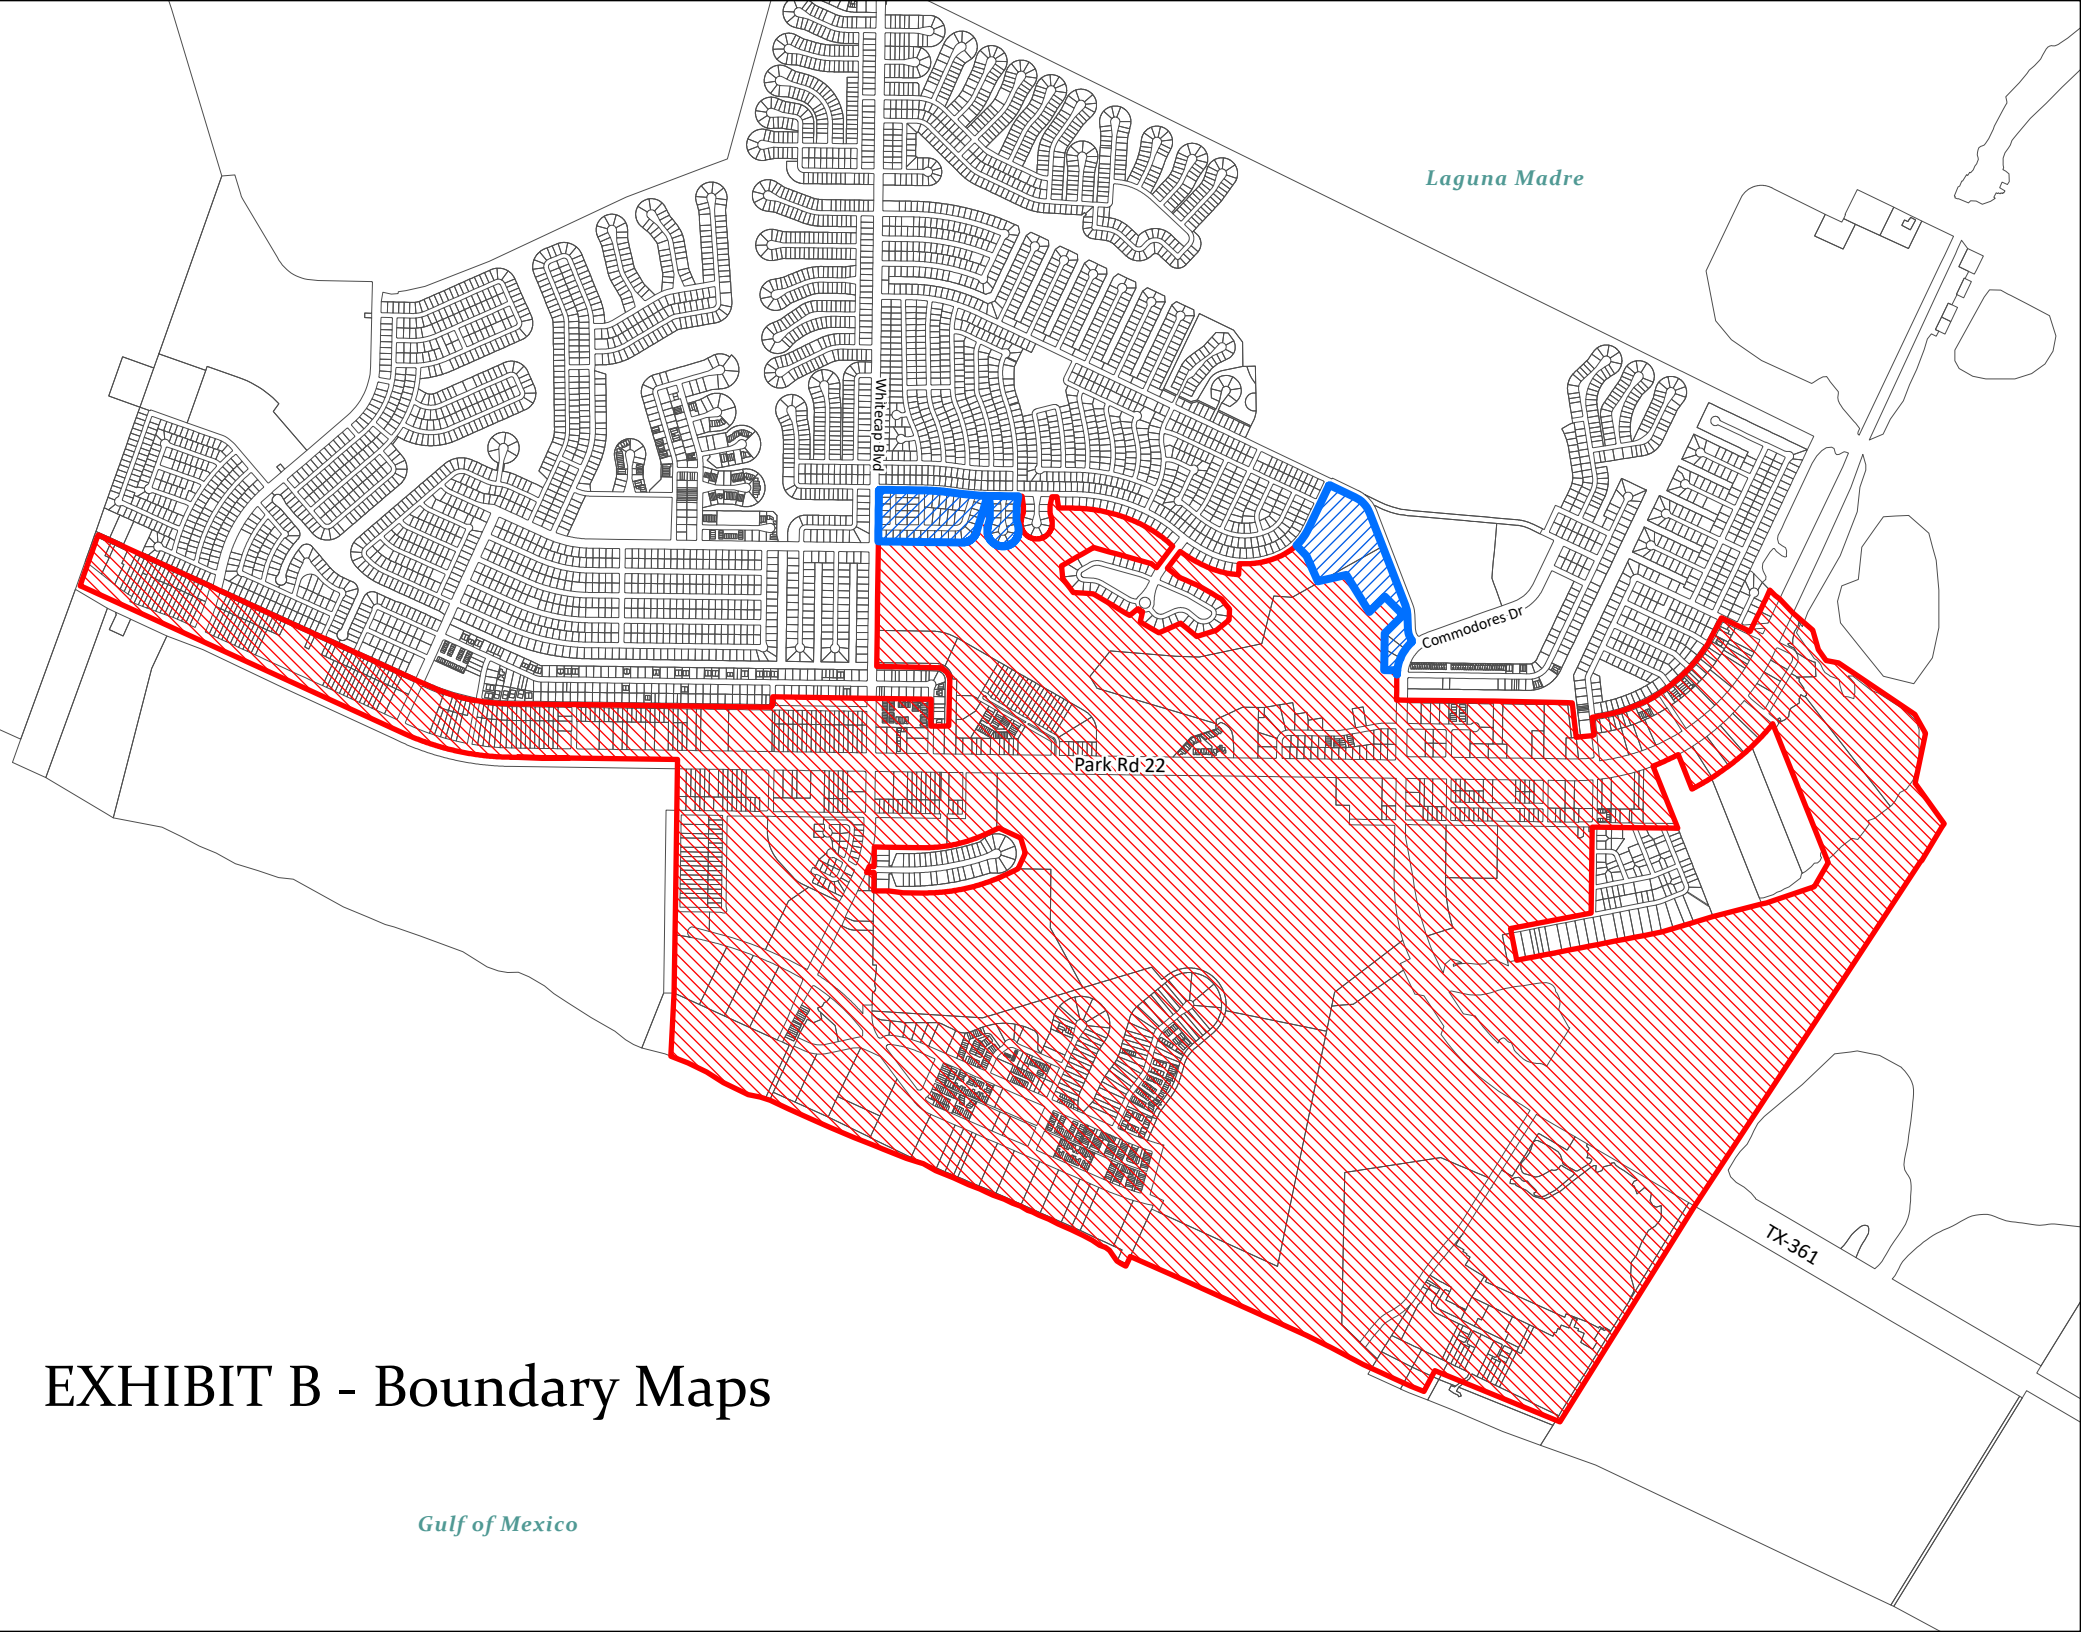 Laguna Madre
Whitecap Blvd
Commodores Dr
Park Rd 22
TX-361
EXHIBIT B - Boundary Maps
Gulf of Mexico